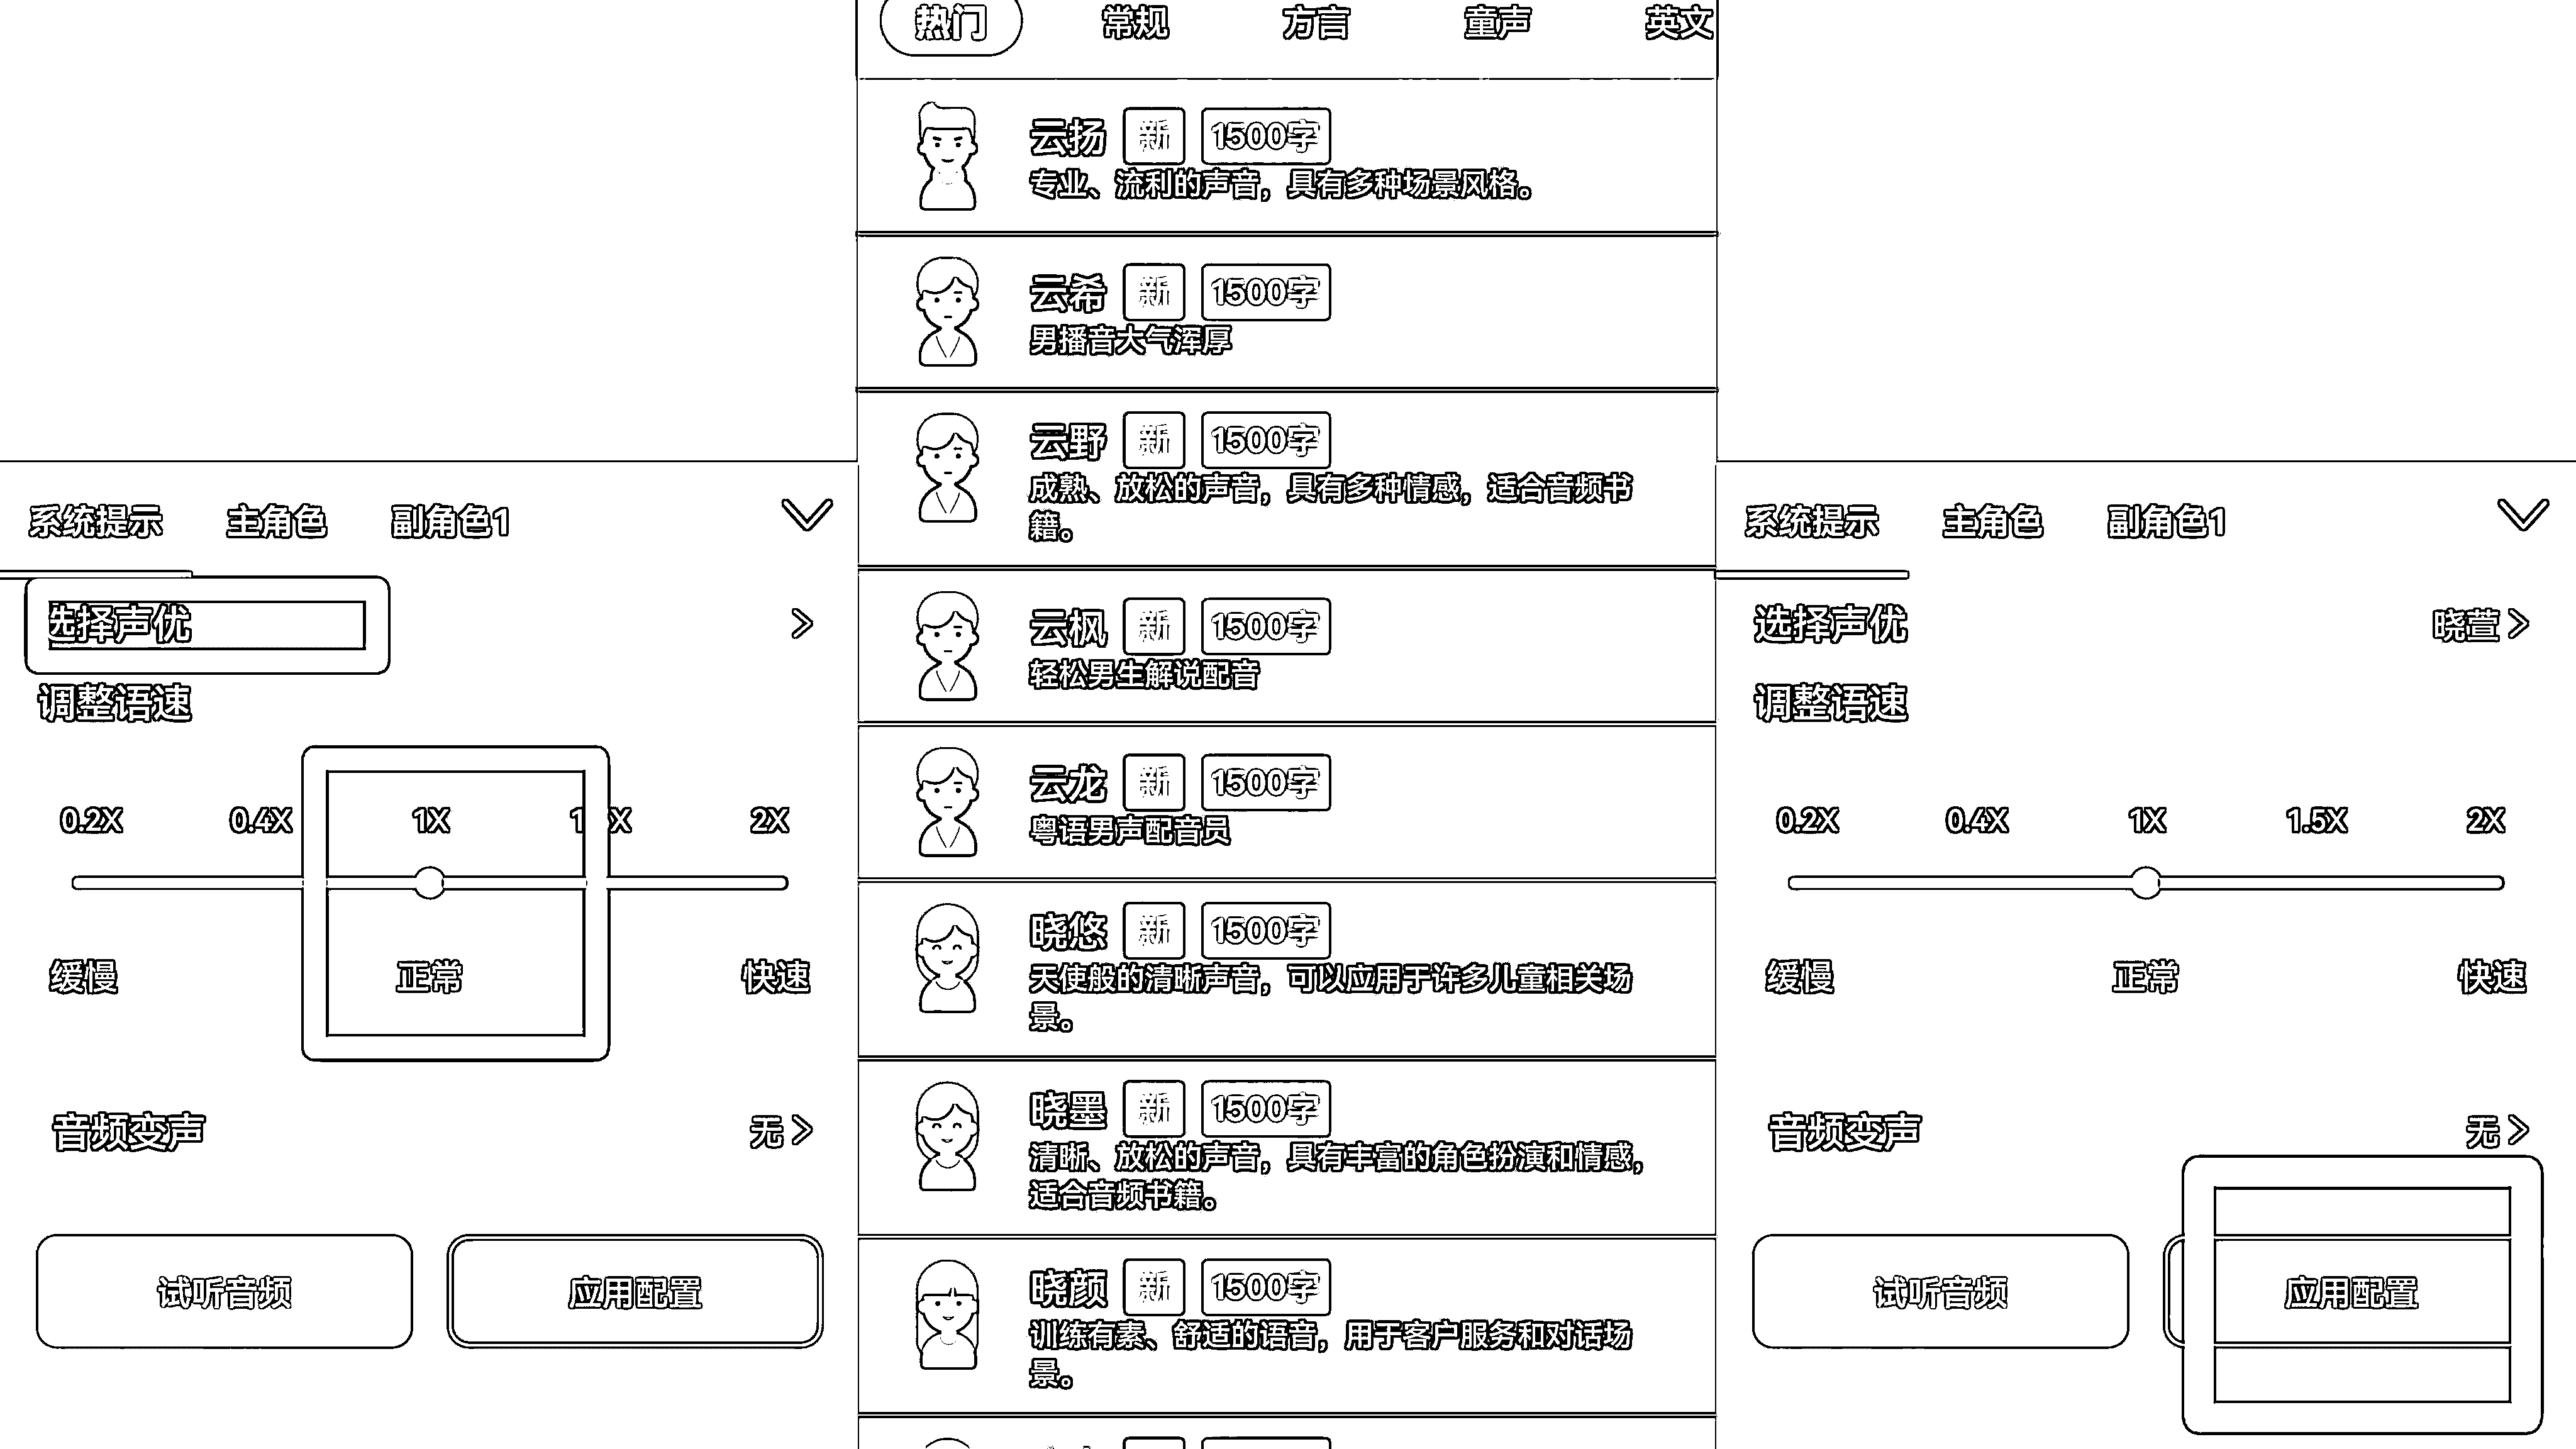 系统提示 主角色 副角色1
选择声优
调整语速
0.2X 0.4X 1X 1 X 2X
缓慢 正常 快速
音频变声 无
试听音频 应用配置
热门 常规 方言 童声 英文
云扬 新 1500字
专业、流利的声音，具有多种场景风格。
云希 新 1500字
男播音大气浑厚
云野 新 1500字
成熟、放松的声音，具有多种情感，适合音频书
籍。
云枫 新 1500字
轻松男生解说配音
云龙 新 1500字
粤语男声配音员
晓悠 新 1500字
天使般的清晰声音，可以应用于许多儿童相关场
景。
晓墨 新 1500字
清晰、放松的声音，具有丰富的角色扮演和情感，
适合音频书籍。
晓颜 新 1500字
训练有素、舒适的语音，用于客户服务和对话场
景。
系统提示 主角色 副角色1
选择声优 晓萱
调整语速
0.2X 0.4X 1X 1.5X 2X
缓慢 正常 快速
音频变声 无
试听音频 应用配置